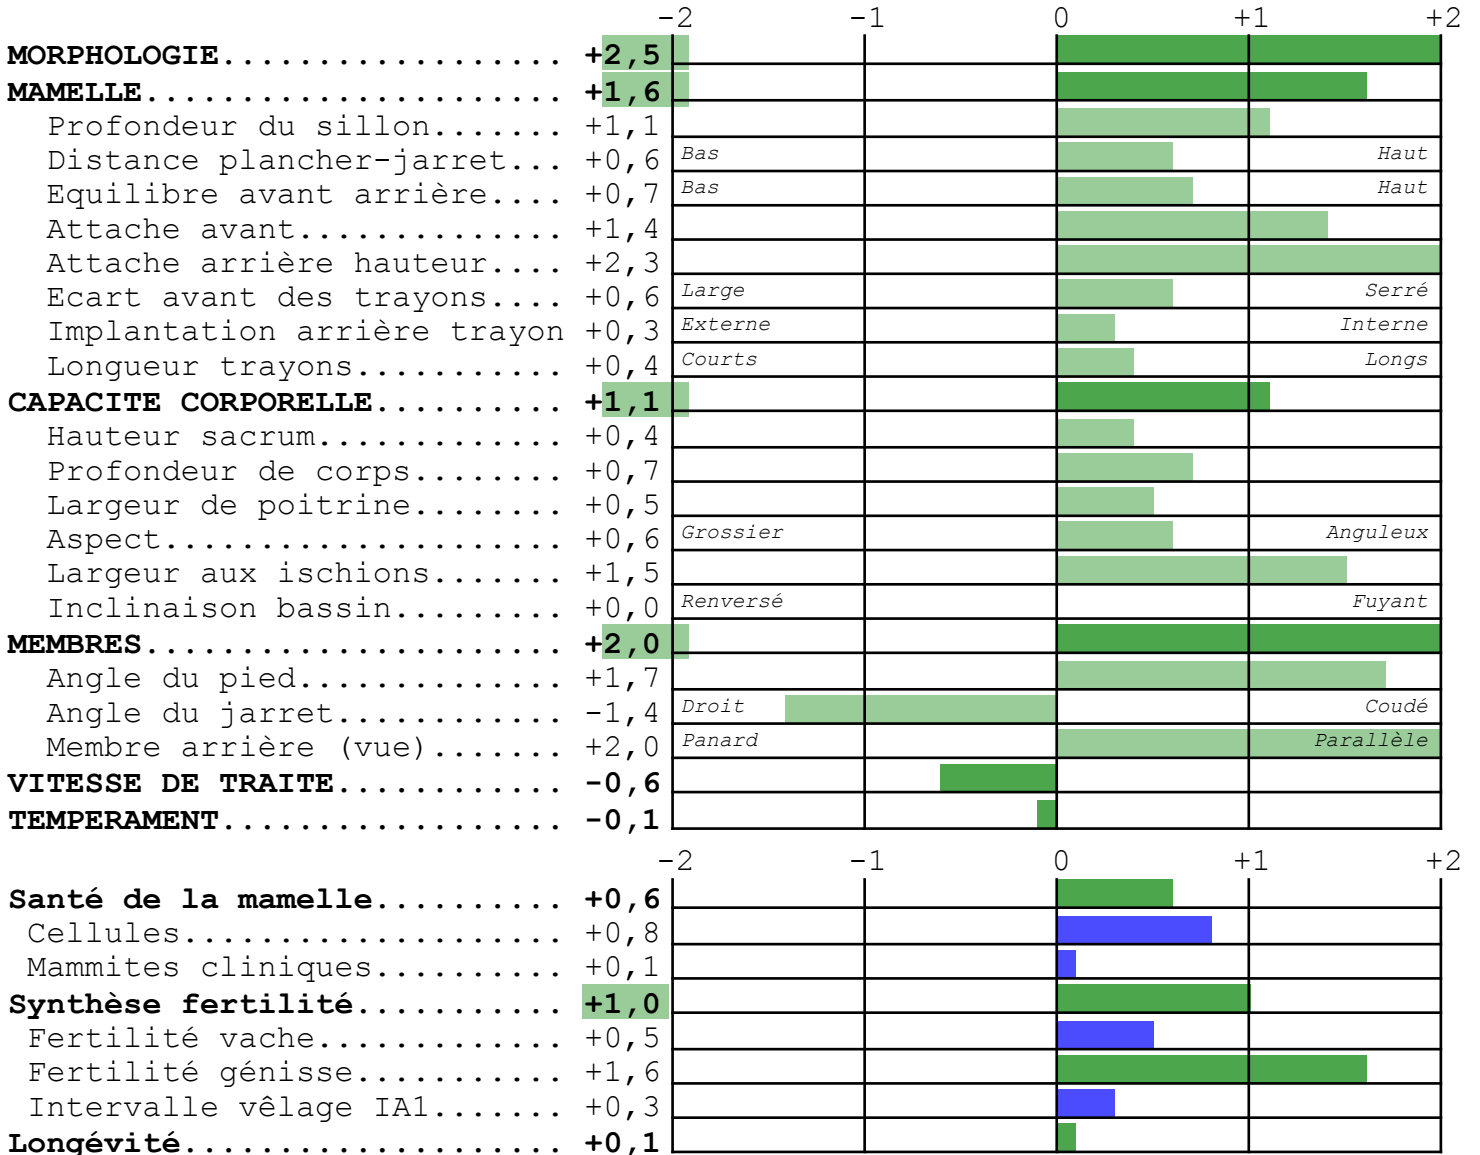 -2 -1 0 +1 +2
MORPHOLOGIE.................. +2,5
MAMELLE...................... +1,6
Profondeur du sillon....... +1,1
Distance plancher-jarret... +0,6 Bas Haut
Equilibre avant arrière.... +0,7 Bas Haut
Attache avant.............. +1,4
Attache arrière hauteur.... +2,3
Ecart avant des trayons.... +0,6 Large Serré
Implantation arrière trayon +0,3 Externe Interne
Longueur trayons........... +0,4 Courts Longs
CAPACITE CORPORELLE.......... +1,1
Hauteur sacrum............. +0,4
Profondeur de corps........ +0,7
Largeur de poitrine........ +0,5
Aspect..................... +0,6 Grossier Anguleux
Largeur aux ischions....... +1,5
Inclinaison bassin......... +0,0 Renversé Fuyant
MEMBRES...................... +2,0
Angle du pied.............. +1,7
Angle du jarret............ -1,4 Droit Coudé
Membre arrière (vue)....... +2,0 Panard Parallèle
VITESSE DE TRAITE............ -0,6
TEMPERAMENT.................. -0,1
-2 -1 0 +1 +2
Santé de la mamelle.......... +0,6
Cellules.................... +0,8
Mammites cliniques.......... +0,1
Synthèse fertilité........... +1,0
Fertilité vache............. +0,5
Fertilité génisse........... +1,6
Intervalle vêlage IA1....... +0,3
Longévité.................... +0,1